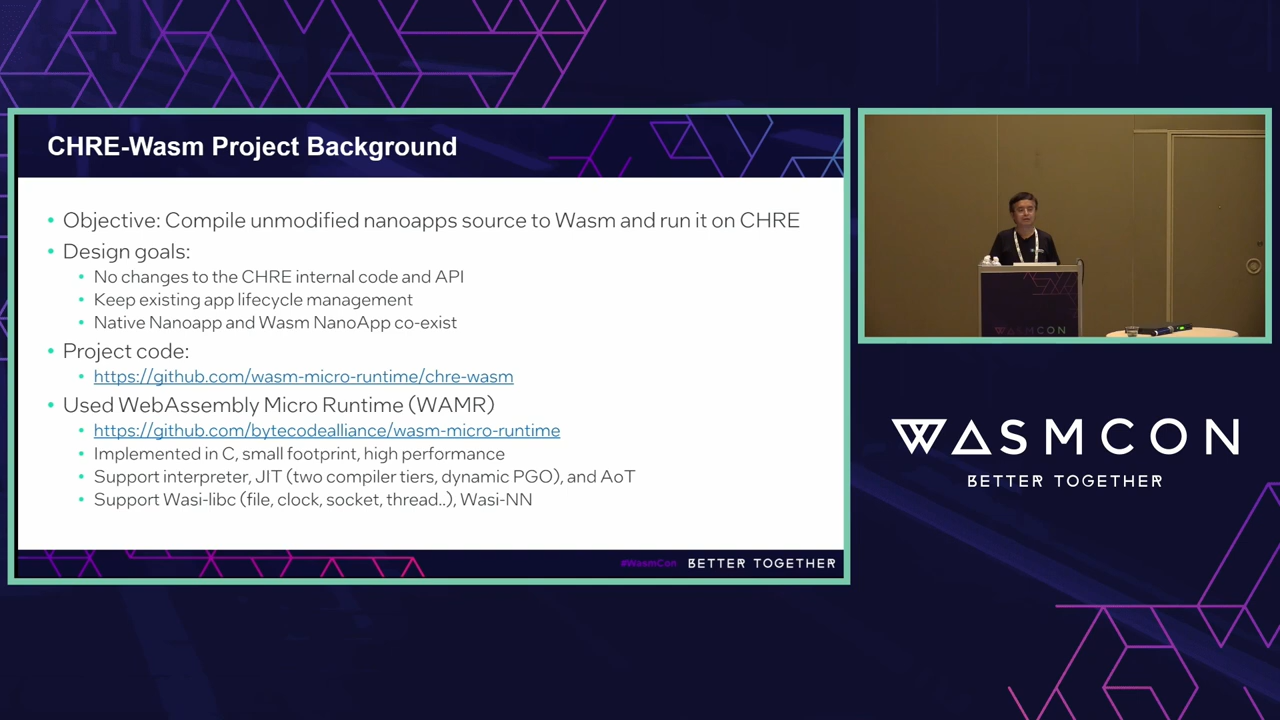 CHRE-Wasm Project Background
• Objective: Compile unmodified nanoapps source to Wasm and run it on CHRE
• Design goals:
• No changes to the CHRE internal code and API
• Keep existing app lifecycle management
• Native Nanoapp and Wasm NanoApp co-exist
• Project code:
• https://github.com/wasm-micro-runtime/chre-wasm
• Used WebAssembly Micro Runtime (WAMR)
• https://github.com/bytecodealliance/wasm-micro-runtime
• Implemented in C, small footprint, high performance
• Support interpreter, JIT (two compiler tiers, dynamic PGO), and AoT
• Support Wasi-libc (file, clock, socket, thread..), Wasi-NN
#WasmCon BETTER TOGETHER
WASMCON
WASMCON
BETTER TOGETHER